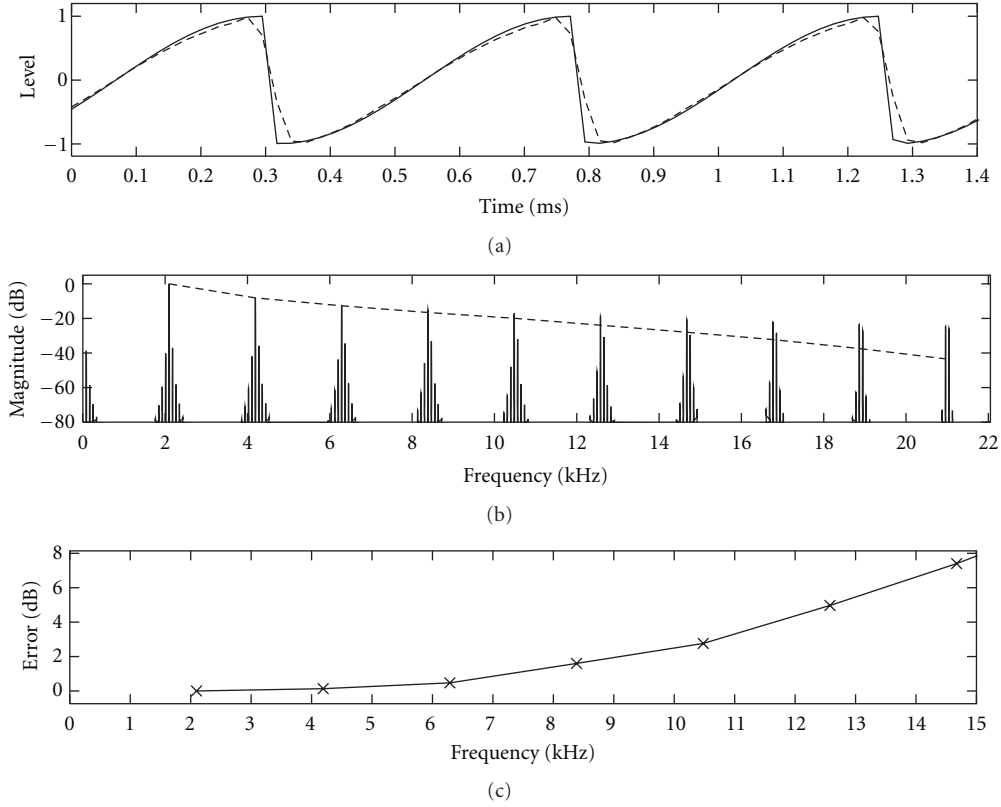 1
0
−1
Level
0 0.1 0.2 0.3 0.4 0.5 0.6 0.7 0.8 0.9 1 1.1 1.2 1.3 1.4
Time (ms)
(a)
0
−20
−40
−60
−80
Magnitude (dB)
0 2 4 6 8 10 12 14 16 18 20 22
Frequency (kHz)
(b)
8
6
4
2
0
Error (dB)
0 1 2 3 4 5 6 7 8 9 10 11 12 13 14 15
Frequency (kHz)
(c)